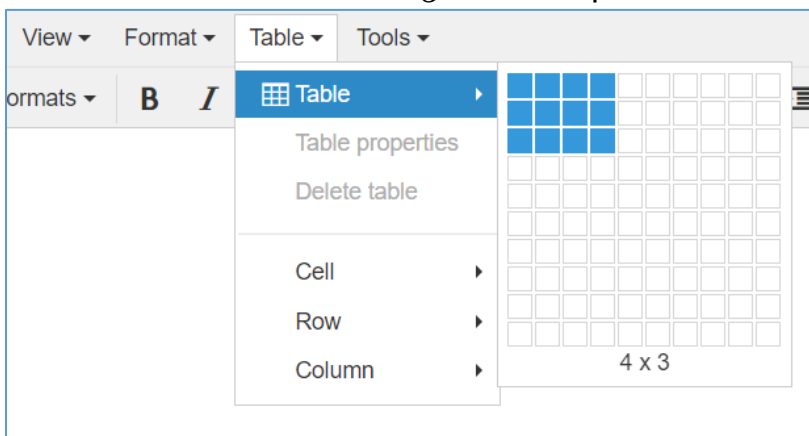 View Format Table Tools
ormats B I
Table
Table properties
Delete table
Cell
Row
Column
4 x 3